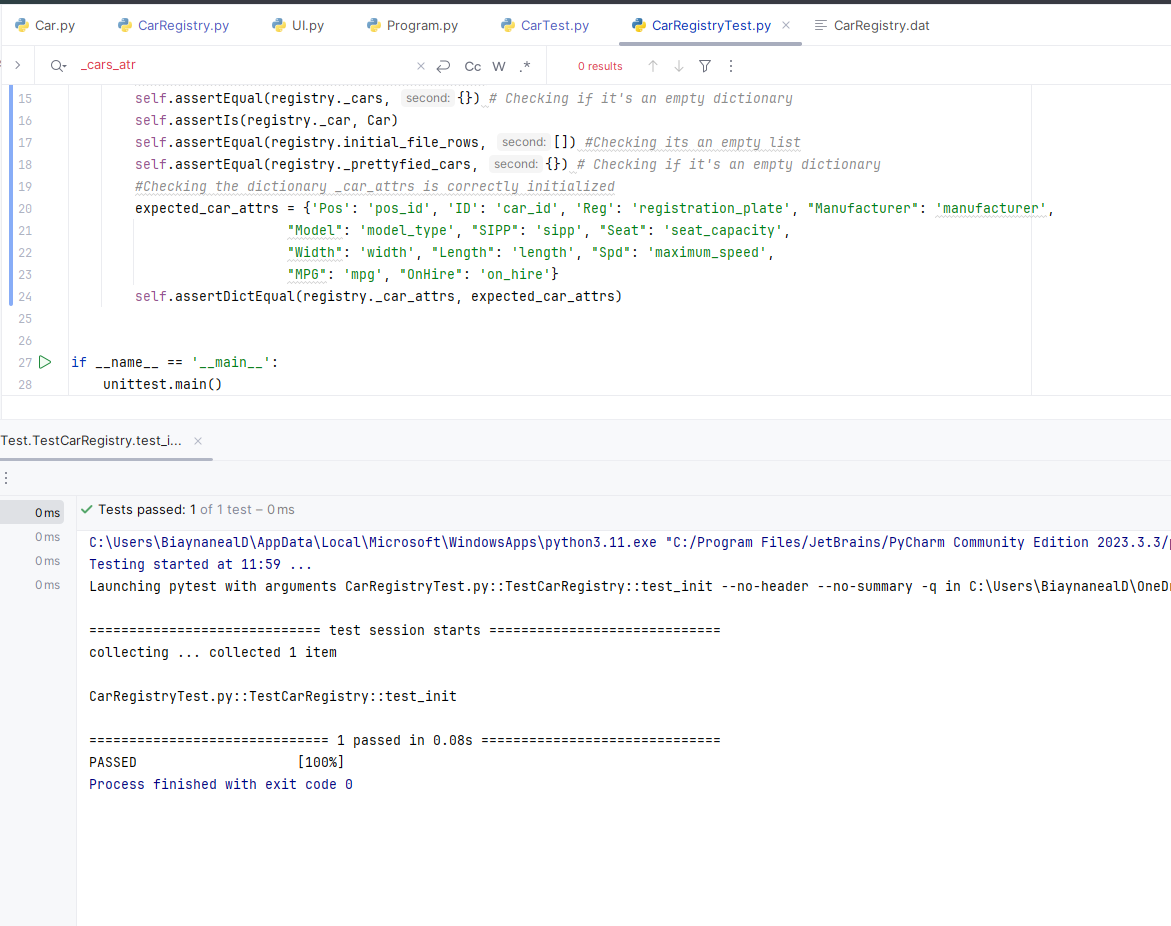 Car.py CarRegistry.py UI.py Program.py CarTest.py CarRegistryTest.py CarRegistry.dat
_cars_atr Cc W .* 0 results
15 self.assertEqual(registry._cars, second: {}) # Checking if it's an empty dictionary
16 self.assertIs(registry._car, Car)
17 self.assertEqual(registry.initial_file_rows, second: []) #Checking its an empty list
18 self.assertEqual(registry._prettyfied_cars, second: {}) # Checking if it's an empty dictionary
19 #Checking the dictionary _car_attrs is correctly initialized
20 expected_car_attrs = {'Pos': 'pos_id', 'ID': 'car_id', 'Reg': 'registration_plate', "Manufacturer": 'manufacturer',
21 "Model": 'model_type', "SIPP": 'sipp', "Seat": 'seat_capacity',
22 "Width": 'width', "Length": 'length', "Spd": 'maximum_speed',
23 "MPG": 'mpg', "OnHire": 'on_hire'}
24 self.assertDictEqual(registry._car_attrs, expected_car_attrs)
25
26
27 if __name__ == '__main__':
28 unittest.main()
Test.TestCarRegistry.test_i...
0 ms Tests passed: 1 of 1 test – 0 ms
0 ms
0 ms
0 ms
C:\Users\BiaynanealD\AppData\Local\Microsoft\WindowsApps\python3.11.exe "C:/Program Files/JetBrains/PyCharm Community Edition 2023.3.3/p
Testing started at 11:59 ...
Launching pytest with arguments CarRegistryTest.py::TestCarRegistry::test_init --no-header --no-summary -q in C:\Users\BiaynanealD\OneDr
============================= test session starts =============================
collecting ... collected 1 item
CarRegistryTest.py::TestCarRegistry::test_init
============================== 1 passed in 0.08s ==============================
PASSED [100%]
Process finished with exit code 0